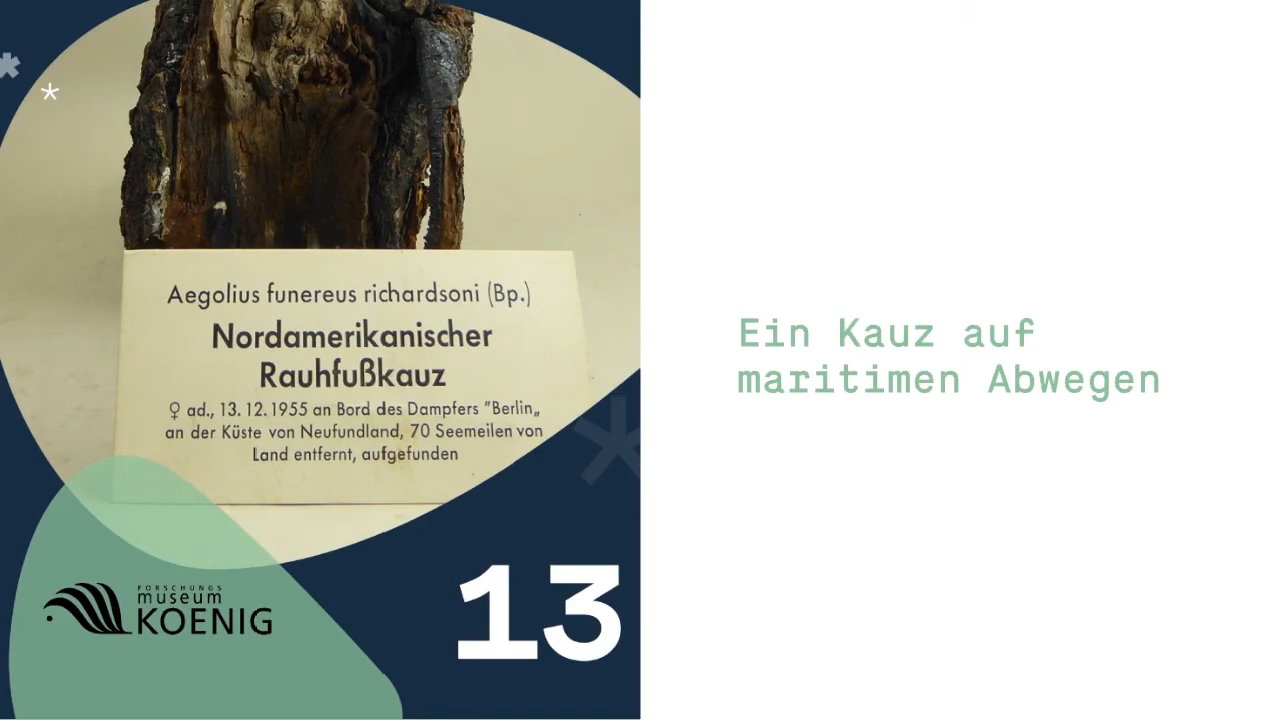 Aegolius funereus richardsoni (Bp.)
Nordamerikanischer
Rauhfußkauz
♀ ad., 13. 12. 1955 an Bord des Dampfers "Berlin„
an der Küste von Neufundland, 70 Seemeilen von
Land entfernt, aufgefunden
FORSCHUNGS
museum
KOENIG
13
Ein Kauz auf
maritimen Abwegen